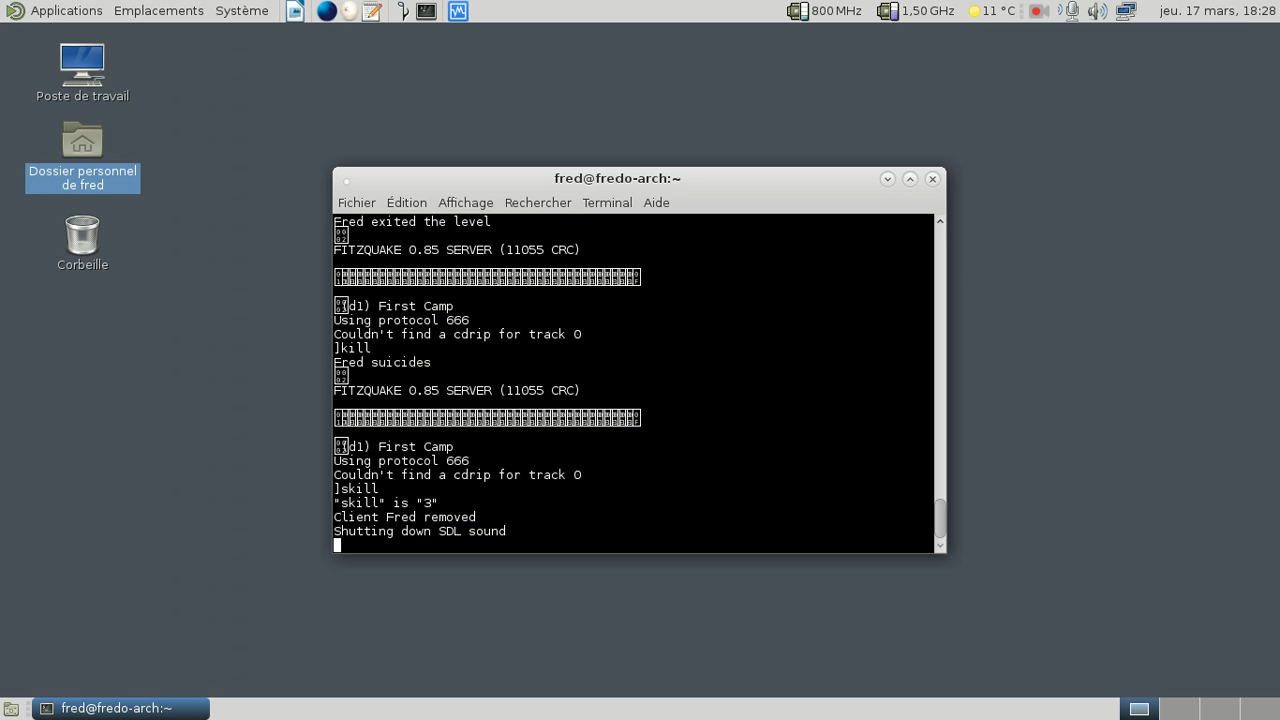 Applications Emplacements Système 800 MHz 1,50 GHz 11 °C jeu. 17 mars, 18:28
Poste de travail
Dossier personnel
de fred
Corbeille
fred@fredo-arch:~
Fichier Édition Affichage Rechercher Terminal Aide
Fred exited the level
FITZQUAKE 0.85 SERVER (11055 CRC)
(d1) First Camp
Using protocol 666
Couldn't find a cdrip for track 0
]kill
Fred suicides
FITZQUAKE 0.85 SERVER (11055 CRC)
(d1) First Camp
Using protocol 666
Couldn't find a cdrip for track 0
]skill
"skill" is "3"
Client Fred removed
Shutting down SDL sound
fred@fredo-arch:~